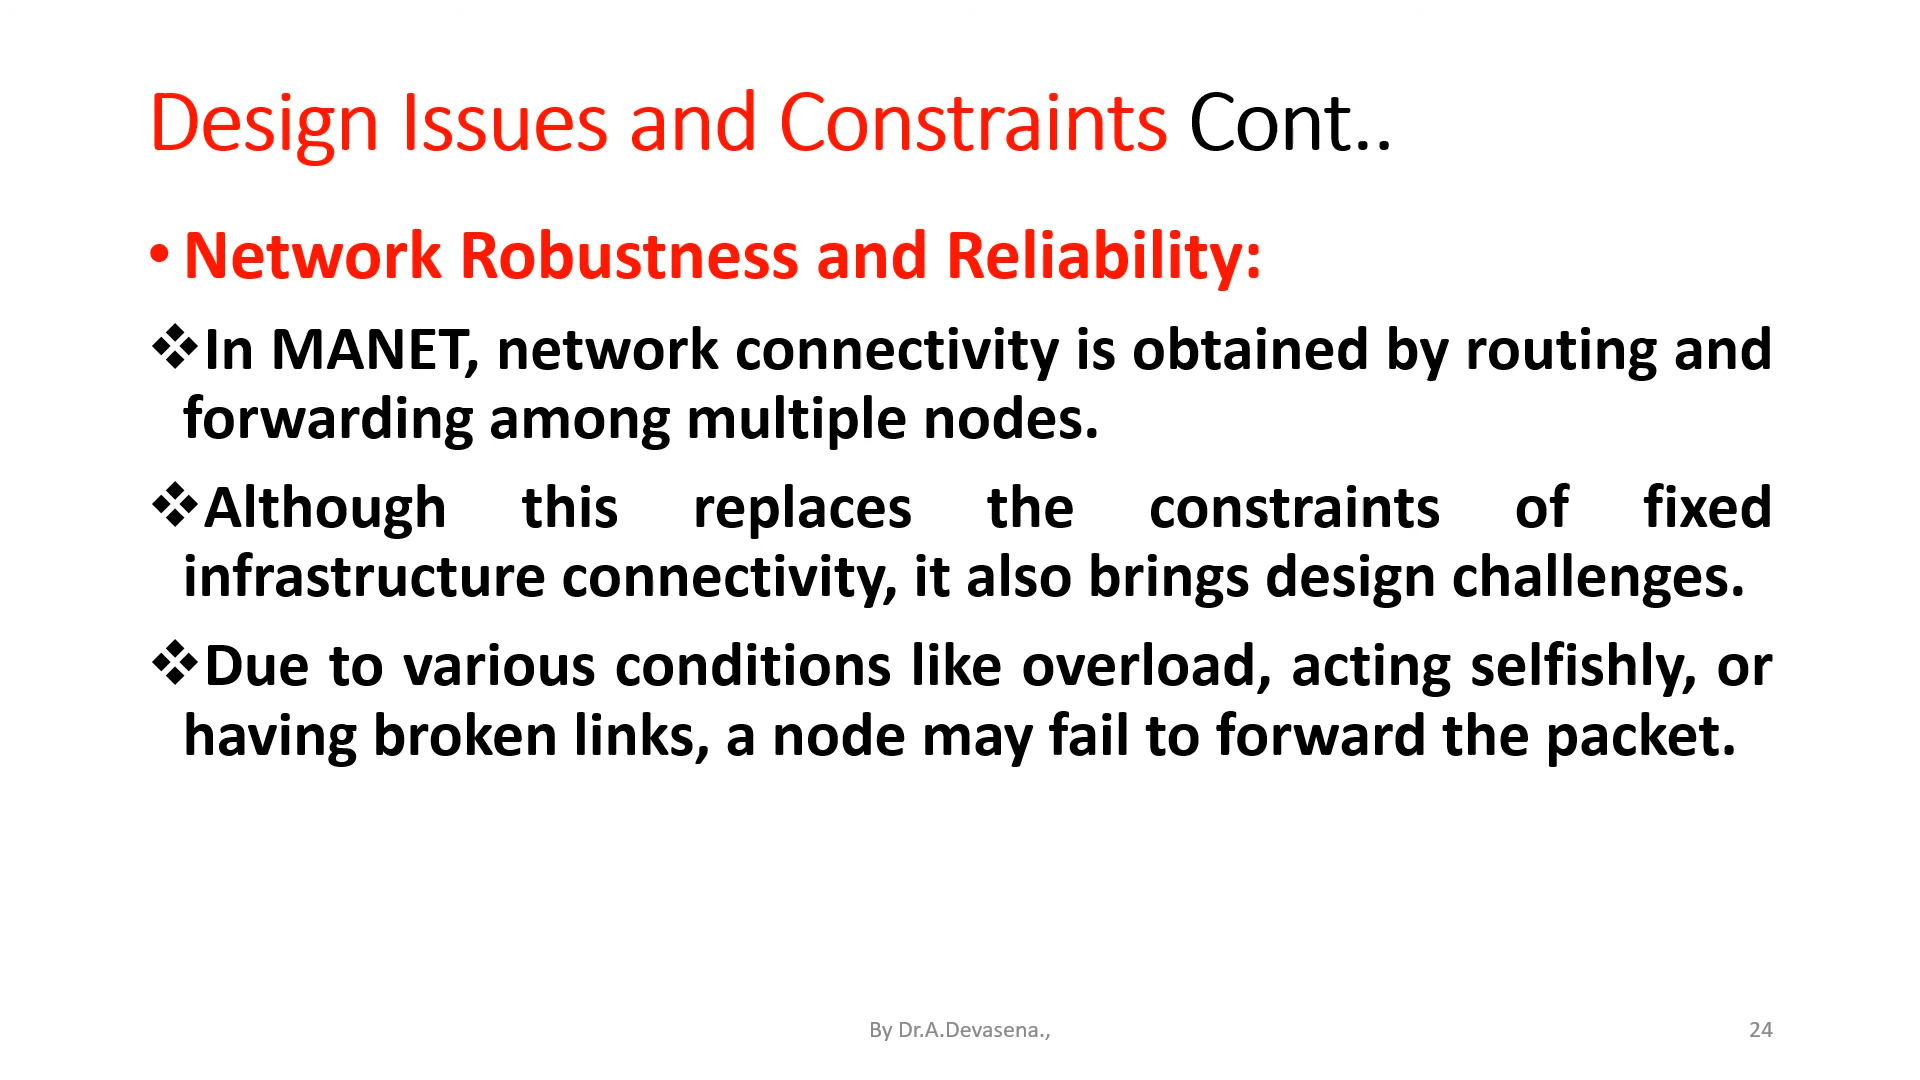 Design Issues and Constraints Cont..
• Network Robustness and Reliability:
❖In MANET, network connectivity is obtained by routing and
forwarding among multiple nodes.
❖Although this replaces the constraints of fixed
infrastructure connectivity, it also brings design challenges.
❖Due to various conditions like overload, acting selfishly, or
having broken links, a node may fail to forward the packet.
By Dr.A.Devasena.,
24